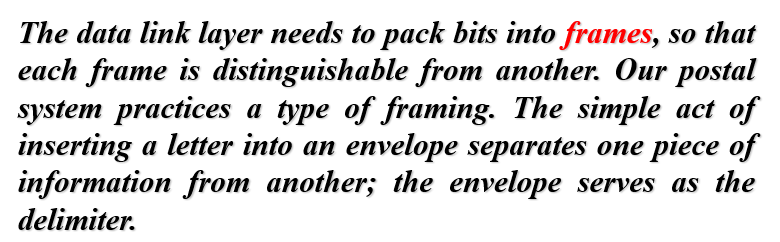 The data link layer needs to pack bits into frames, so that
each frame is distinguishable from another. Our postal
system practices a type of framing. The simple act of
inserting a letter into an envelope separates one piece of
information from another; the envelope serves as the
delimiter.